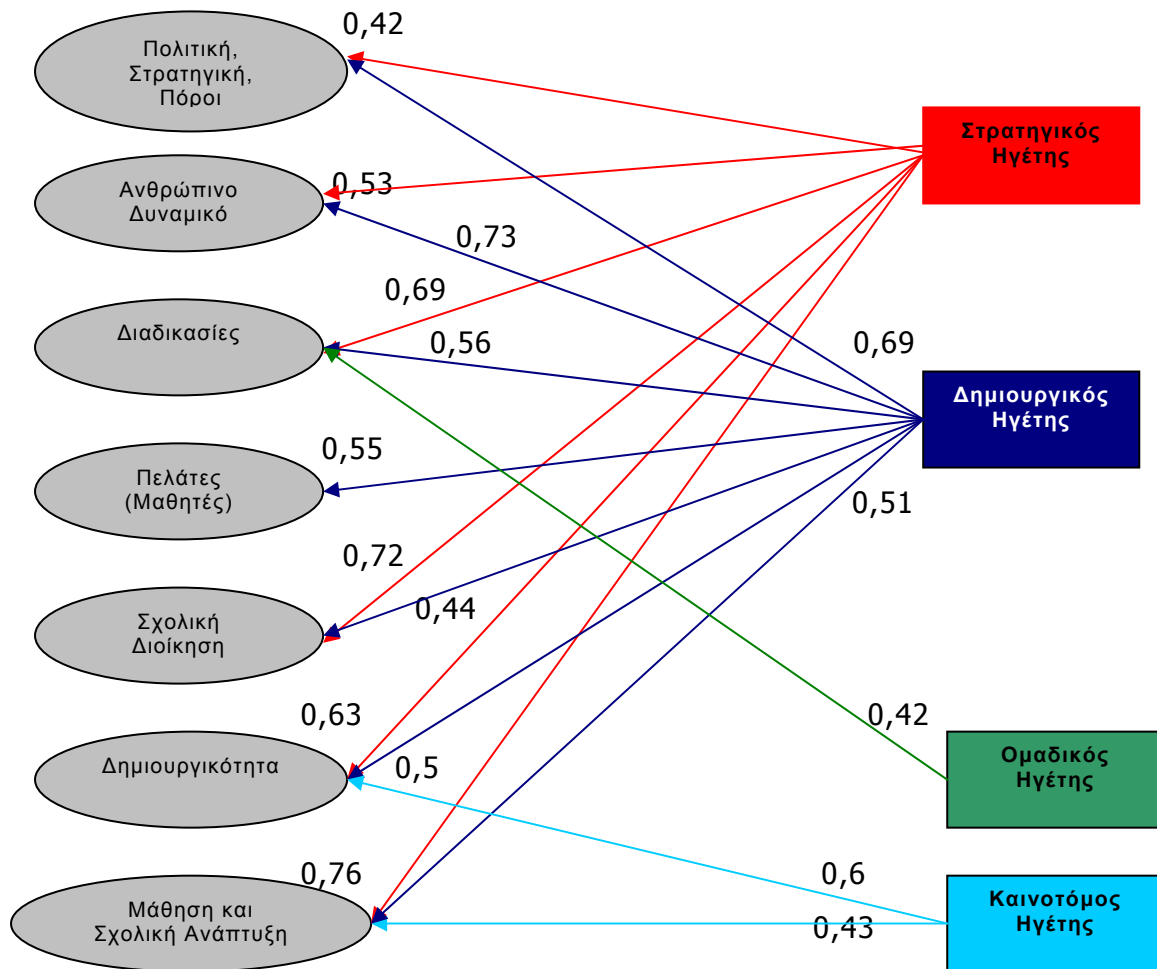 0,42
Πολιτική,
Στρατηγική,
Πόροι
Στρατηγικός
Ηγέτης
Ανθρώπινο
Δυναμικό
0,53
0,73
0,69
Διαδικασίες
0,56
0,69
Δημιουργικός
Ηγέτης
0,55
Πελάτες
(Μαθητές)
0,51
0,72
Σχολική
Διοίκηση
0,44
0,63
0,42
Δημιουργικότητα
0,5
Ομαδικός
Ηγέτης
0,76
0,6
Μάθηση και
Σχολική Ανάπτυξη
0,43
Καινοτόμος
Ηγέτης